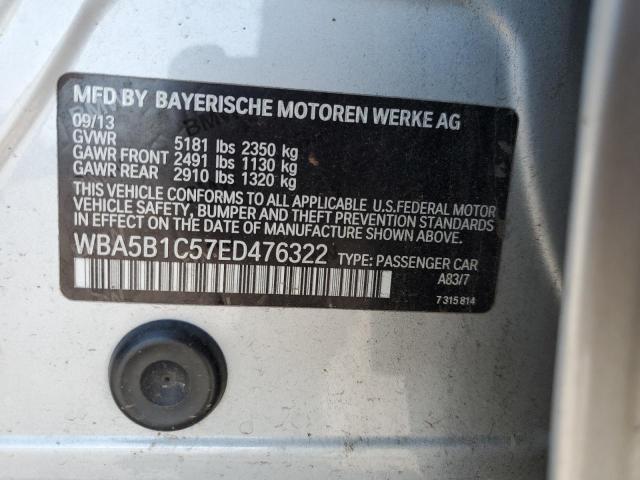 MFD BY BAYERISCHE MOTOREN WERKE AG
09/13
GVWR 5181 lbs 2350 kg
GAWR FRONT 2491 lbs 1130 kg
GAWR REAR 2910 lbs 1320 kg
THIS VEHICLE CONFORMS TO ALL APPLICABLE U.S.FEDERAL MOTOR
VEHICLE SAFETY, BUMPER AND THEFT PREVENTION STANDARDS
IN EFFECT ON THE DATE OF MANUFACTURE SHOWN ABOVE.
WBA5B1C57ED476322 TYPE: PASSENGER CAR
A83/7
7 315 814